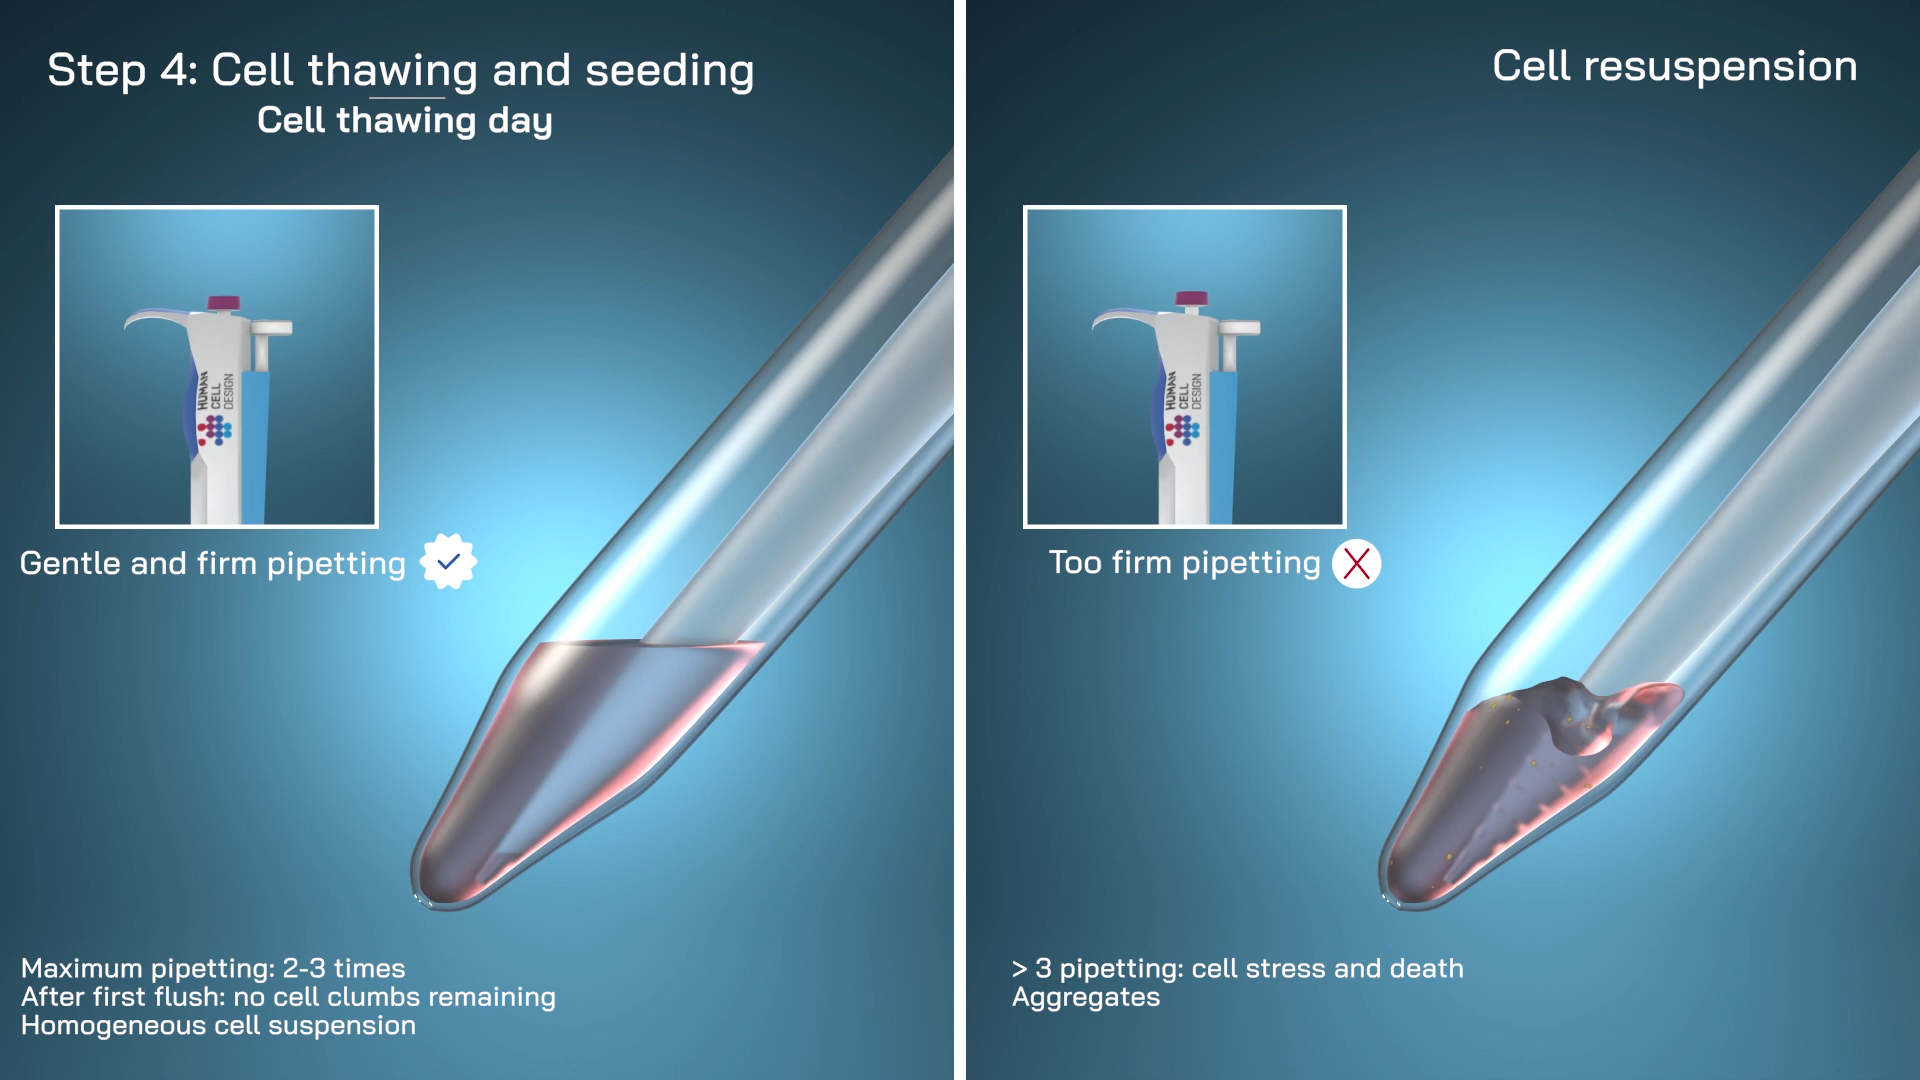 Step 4: Cell thawing and seeding
Cell thawing day
Cell resuspension
HUMAN
CELL
DESIGN
Gentle and firm pipetting
HUMAN
CELL
DESIGN
Too firm pipetting
Maximum pipetting: 2-3 times
After first flush: no cell clumbs remaining
Homogeneous cell suspension
> 3 pipetting: cell stress and death
Aggregates